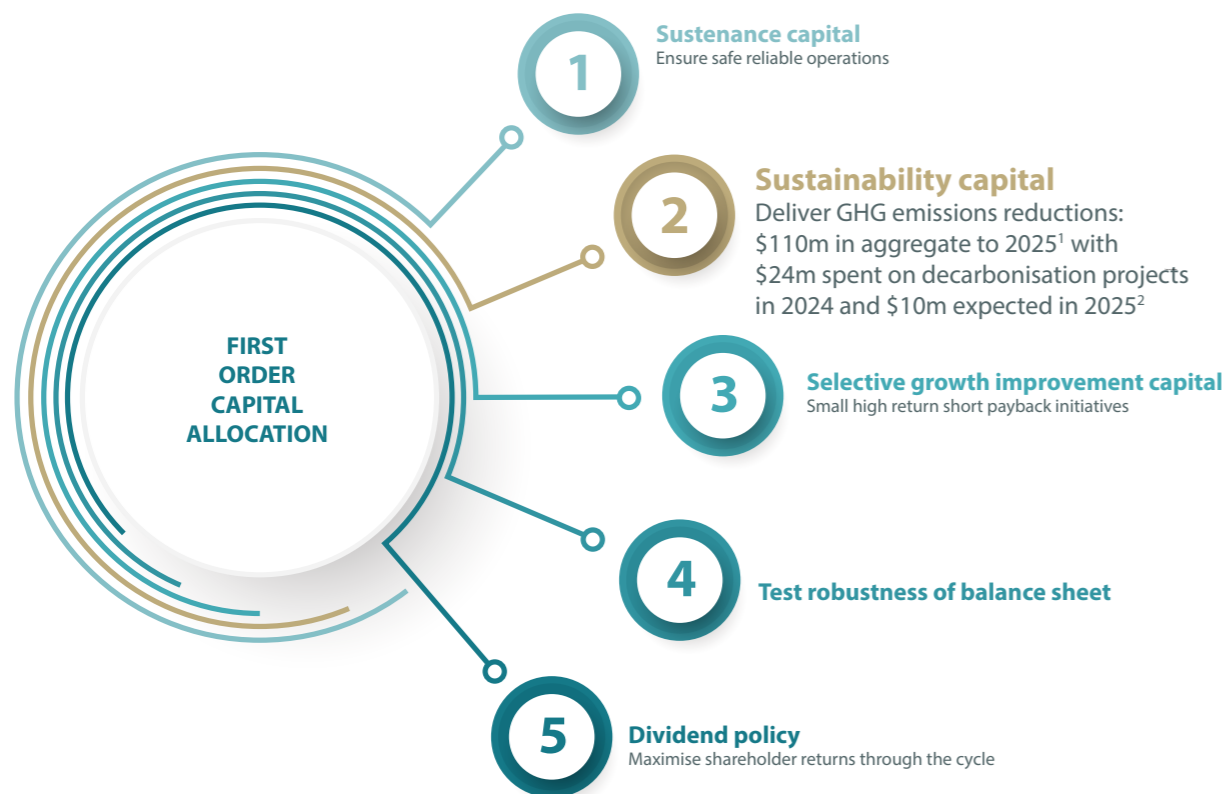 1
Sustenance capital
Ensure safe reliable operations
2
Sustainability capital
Deliver GHG emissions reductions:
$110m in aggregate to 2025¹ with
$24m spent on decarbonisation projects
in 2024 and $10m expected in 2025²
FIRST
ORDER
CAPITAL
ALLOCATION
3
Selective growth improvement capital
Small high return short payback initiatives
4
Test robustness of balance sheet
5
Dividend policy
Maximise shareholder returns through the cycle